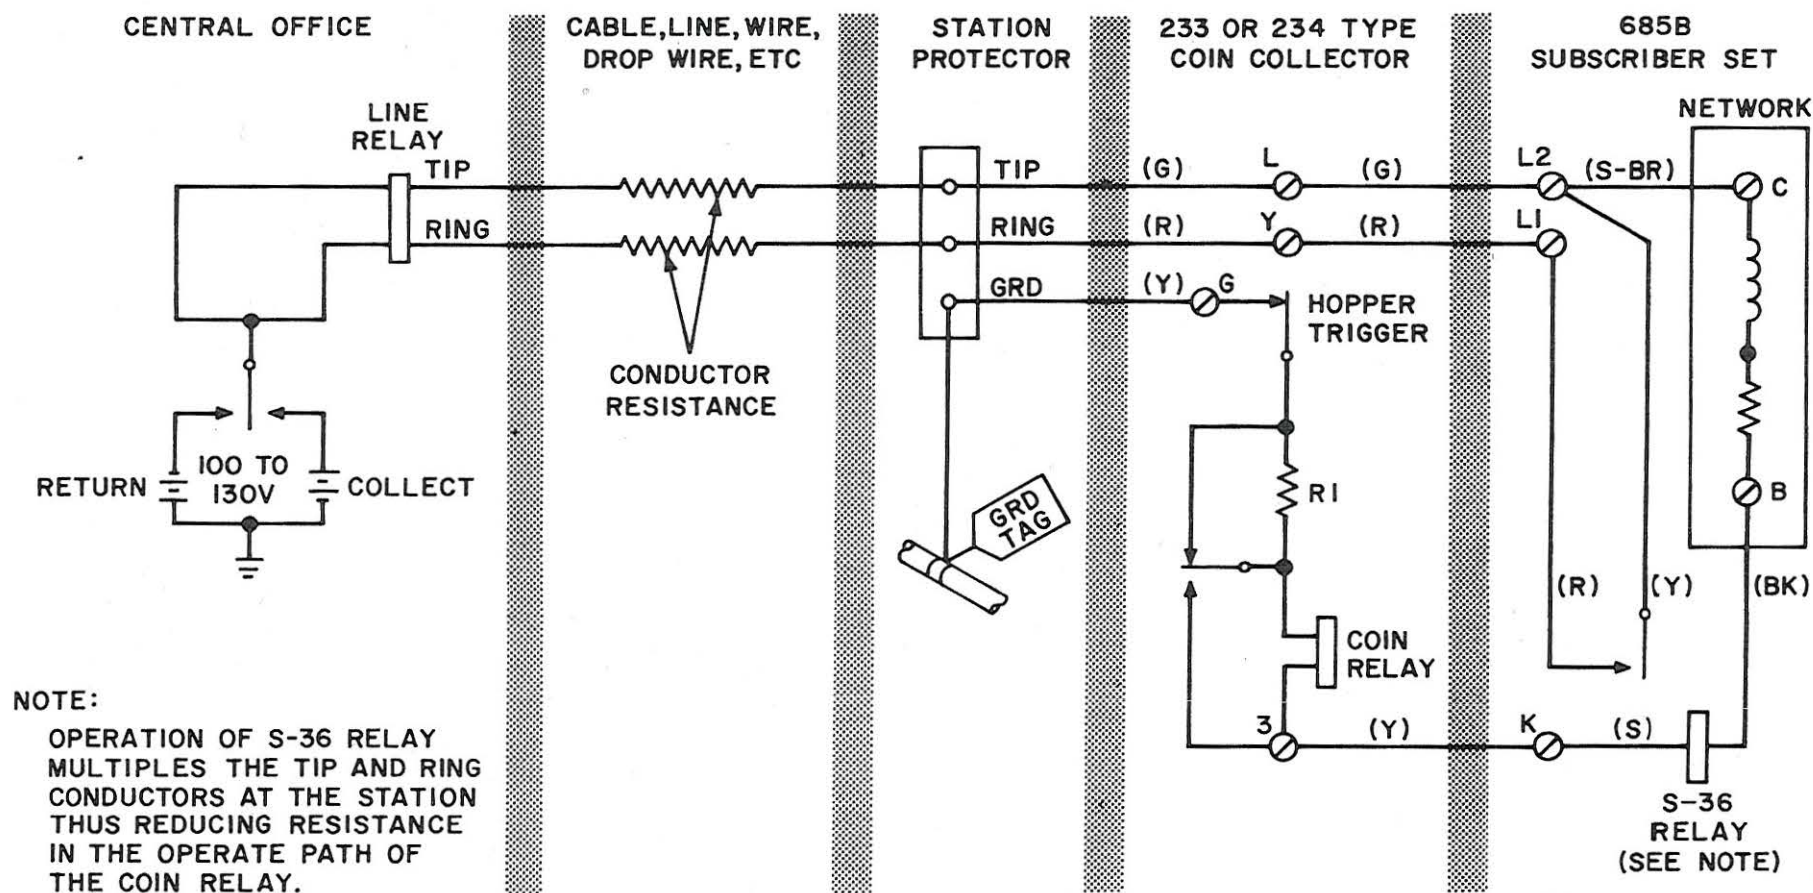 CENTRAL OFFICE
CABLE, LINE, WIRE,
DROP WIRE, ETC
STATION
PROTECTOR
233 OR 234 TYPE
COIN COLLECTOR
685B
SUBSCRIBER SET
NETWORK
LINE
RELAY
TIP
RING
TIP
RING
GRD
(G)
L
(G)
(R)
Y
(R)
(Y)
G
HOPPER
TRIGGER
L2
(S-BR)
C
L1
CONDUCTOR
RESISTANCE
RETURN
100 TO
130V
COLLECT
GRD
TAG
R1
B
(R)
(Y)
(BK)
COIN
RELAY
3
(Y)
K
(S)
S-36
RELAY
(SEE NOTE)
NOTE:
OPERATION OF S-36 RELAY
MULTIPLES THE TIP AND RING
CONDUCTORS AT THE STATION
THUS REDUCING RESISTANCE
IN THE OPERATE PATH OF
THE COIN RELAY.